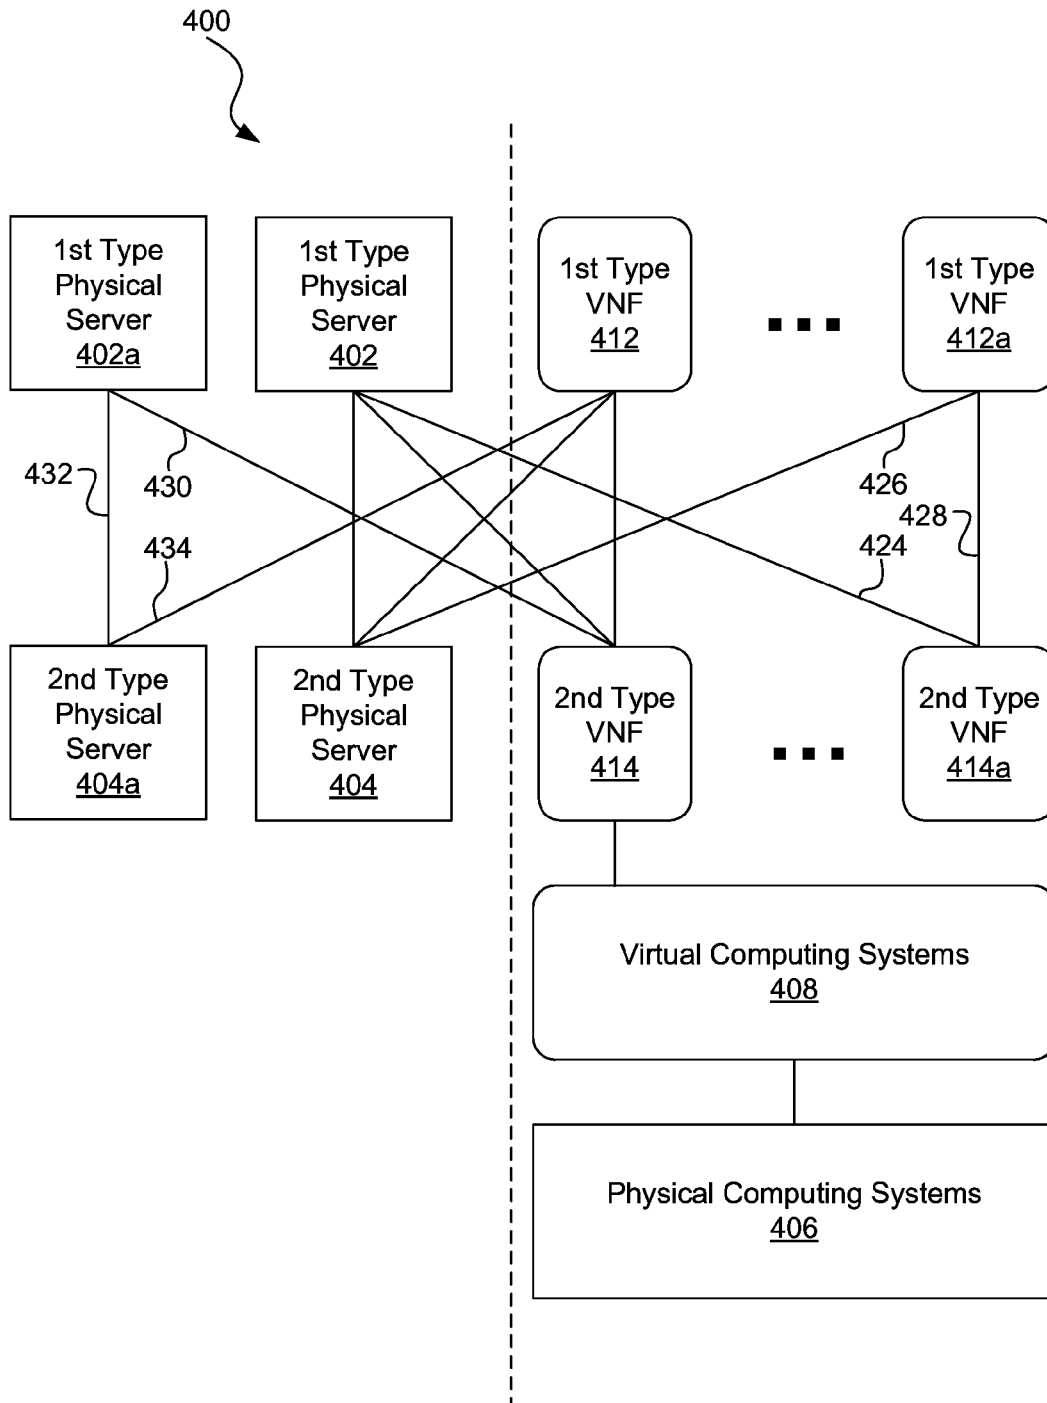 400
1st Type
Physical
Server
402a
1st Type
Physical
Server
402
1st Type
VNF
412
1st Type
VNF
412a
432
430
434
426
428
424
2nd Type
Physical
Server
404a
2nd Type
Physical
Server
404
2nd Type
VNF
414
2nd Type
VNF
414a
Virtual Computing Systems
408
Physical Computing Systems
406